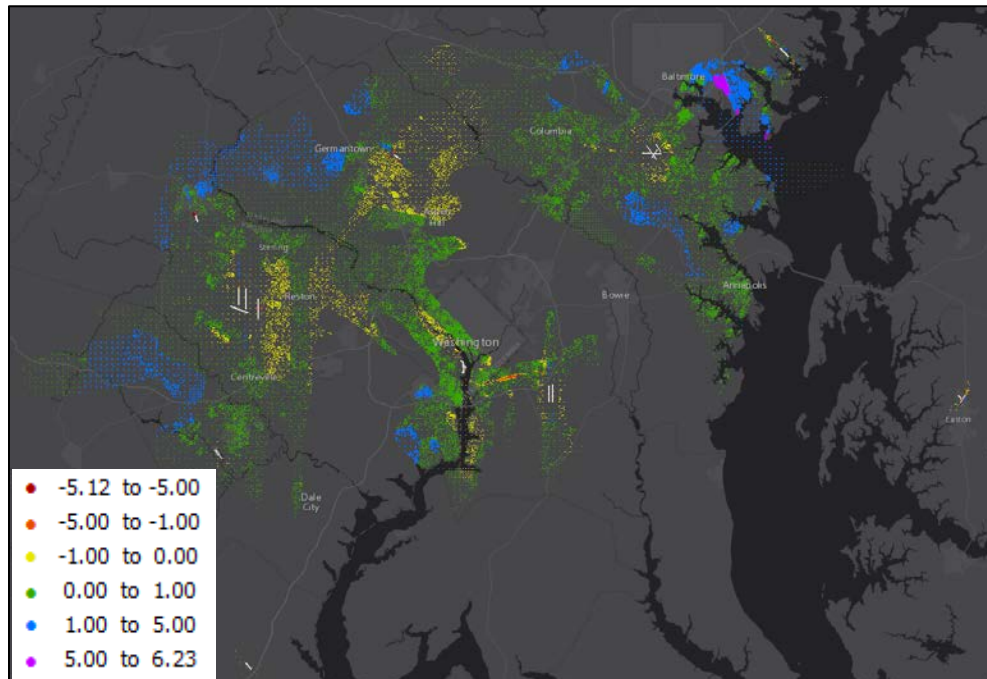 Baltimore
Columbia
Germantown
Sterling
Reston
Bowie
Annapolis
Washington
Centreville
Easton
Dale
City
-5.12 to -5.00
-5.00 to -1.00
-1.00 to 0.00
0.00 to 1.00
1.00 to 5.00
5.00 to 6.23